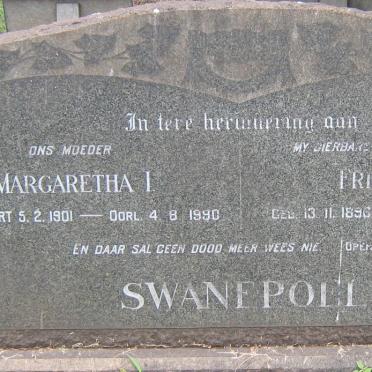 In tere herinnering aan
ONS MOEDER MY DIERBARE
MARGARETHA I. FRI
RT 5.2.1901 — OORL. 4.8.1990 GEB. 13.11.189
EN DAAR SAL GEEN DOOD MEER WEES NIE. OPEN
SWANEPOEL